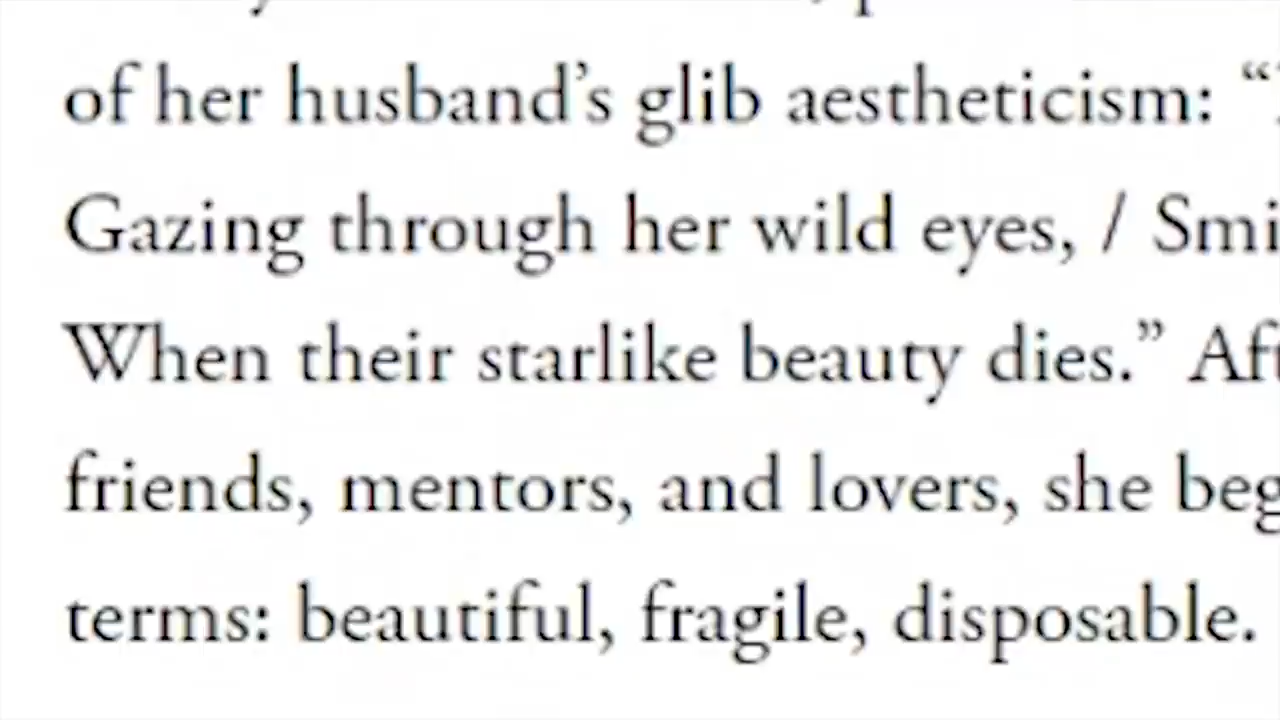 of her husband’s glib aestheticism: “
Gazing through her wild eyes, / Smi
When their starlike beauty dies.” Aft
friends, mentors, and lovers, she beg
terms: beautiful, fragile, disposable.